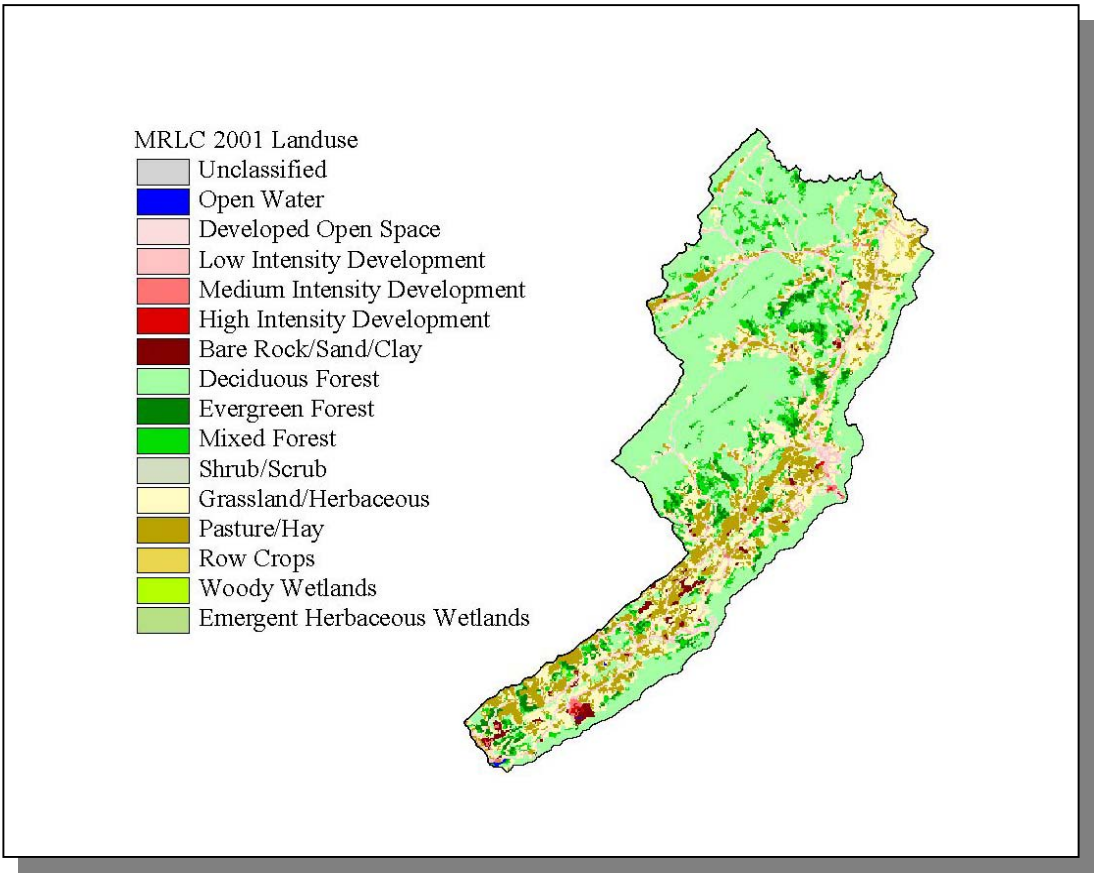 MRLC 2001 Landuse
Unclassified
Open Water
Developed Open Space
Low Intensity Development
Medium Intensity Development
High Intensity Development
Bare Rock/Sand/Clay
Deciduous Forest
Evergreen Forest
Mixed Forest
Shrub/Scrub
Grassland/Herbaceous
Pasture/Hay
Row Crops
Woody Wetlands
Emergent Herbaceous Wetlands